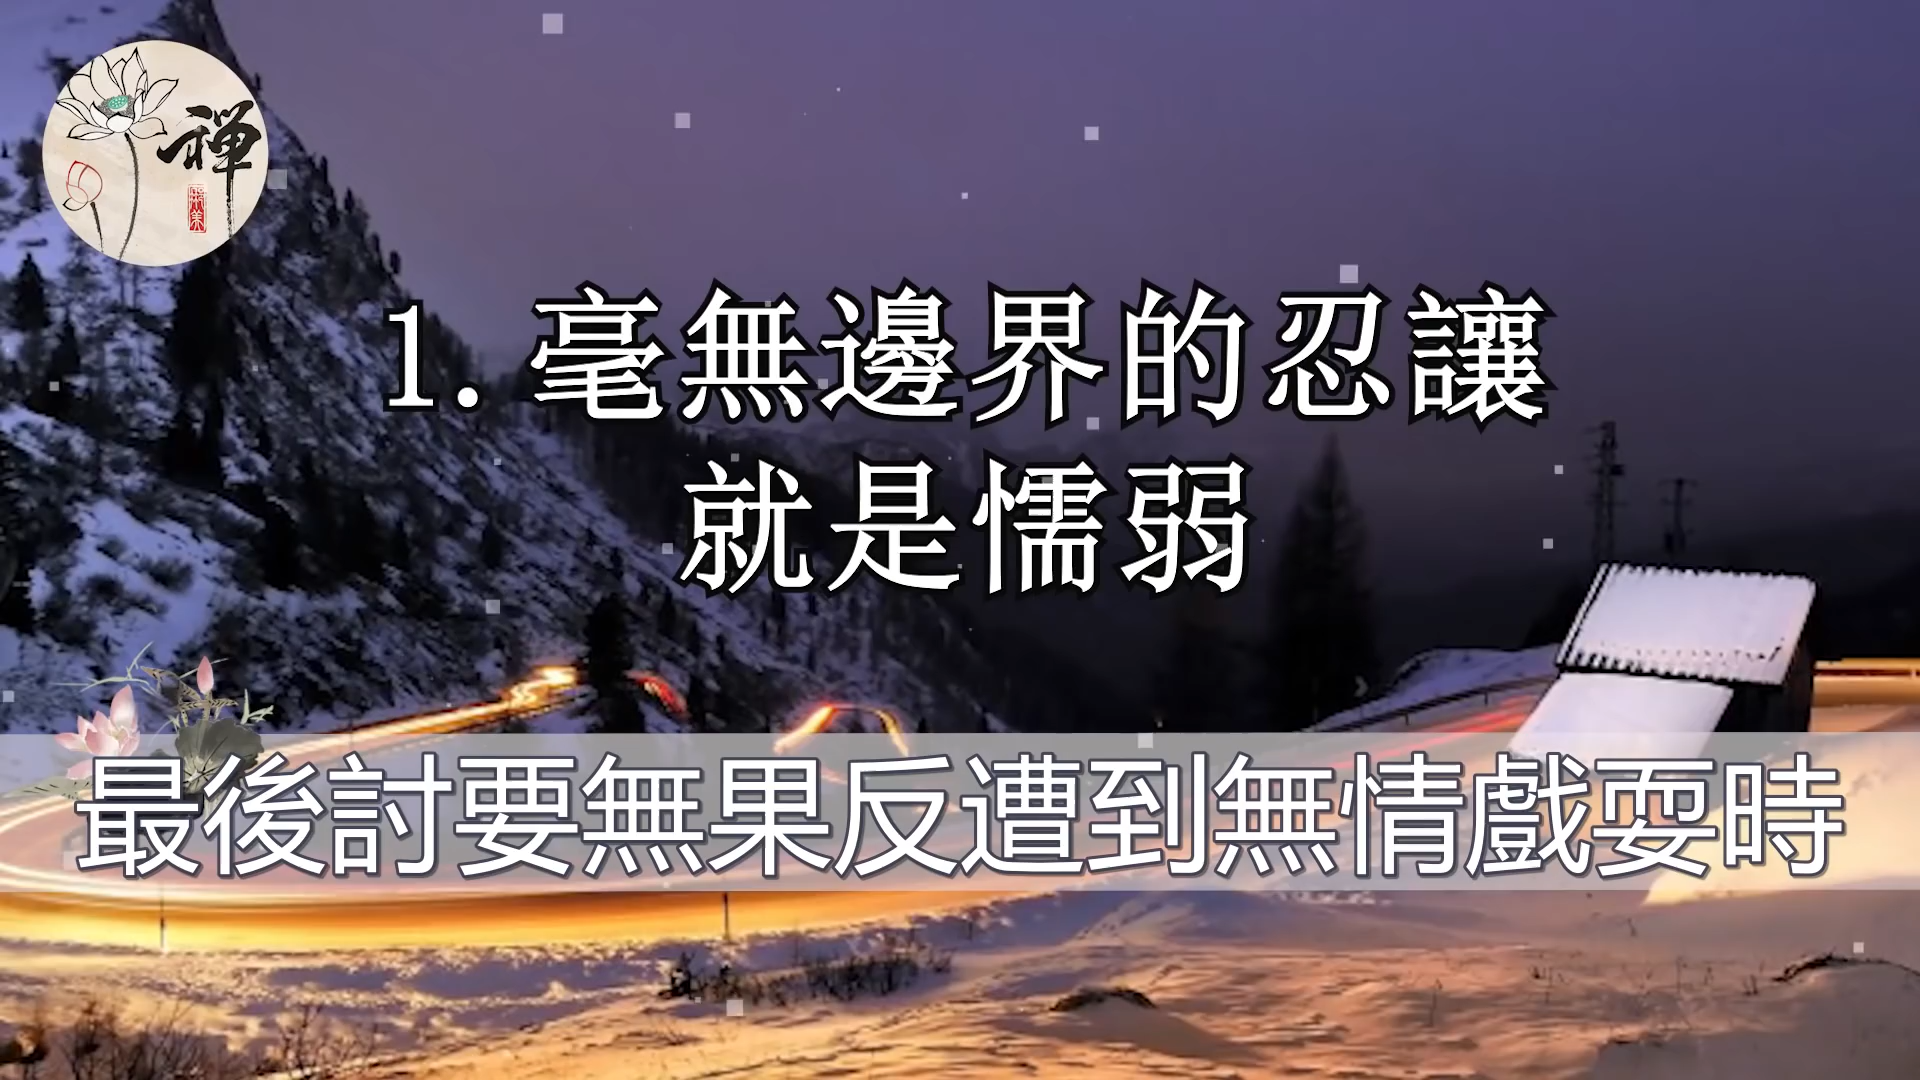 禅
1. 毫無邊界的忍讓
就是懦弱
最後討要無果反遭到無情戲耍時